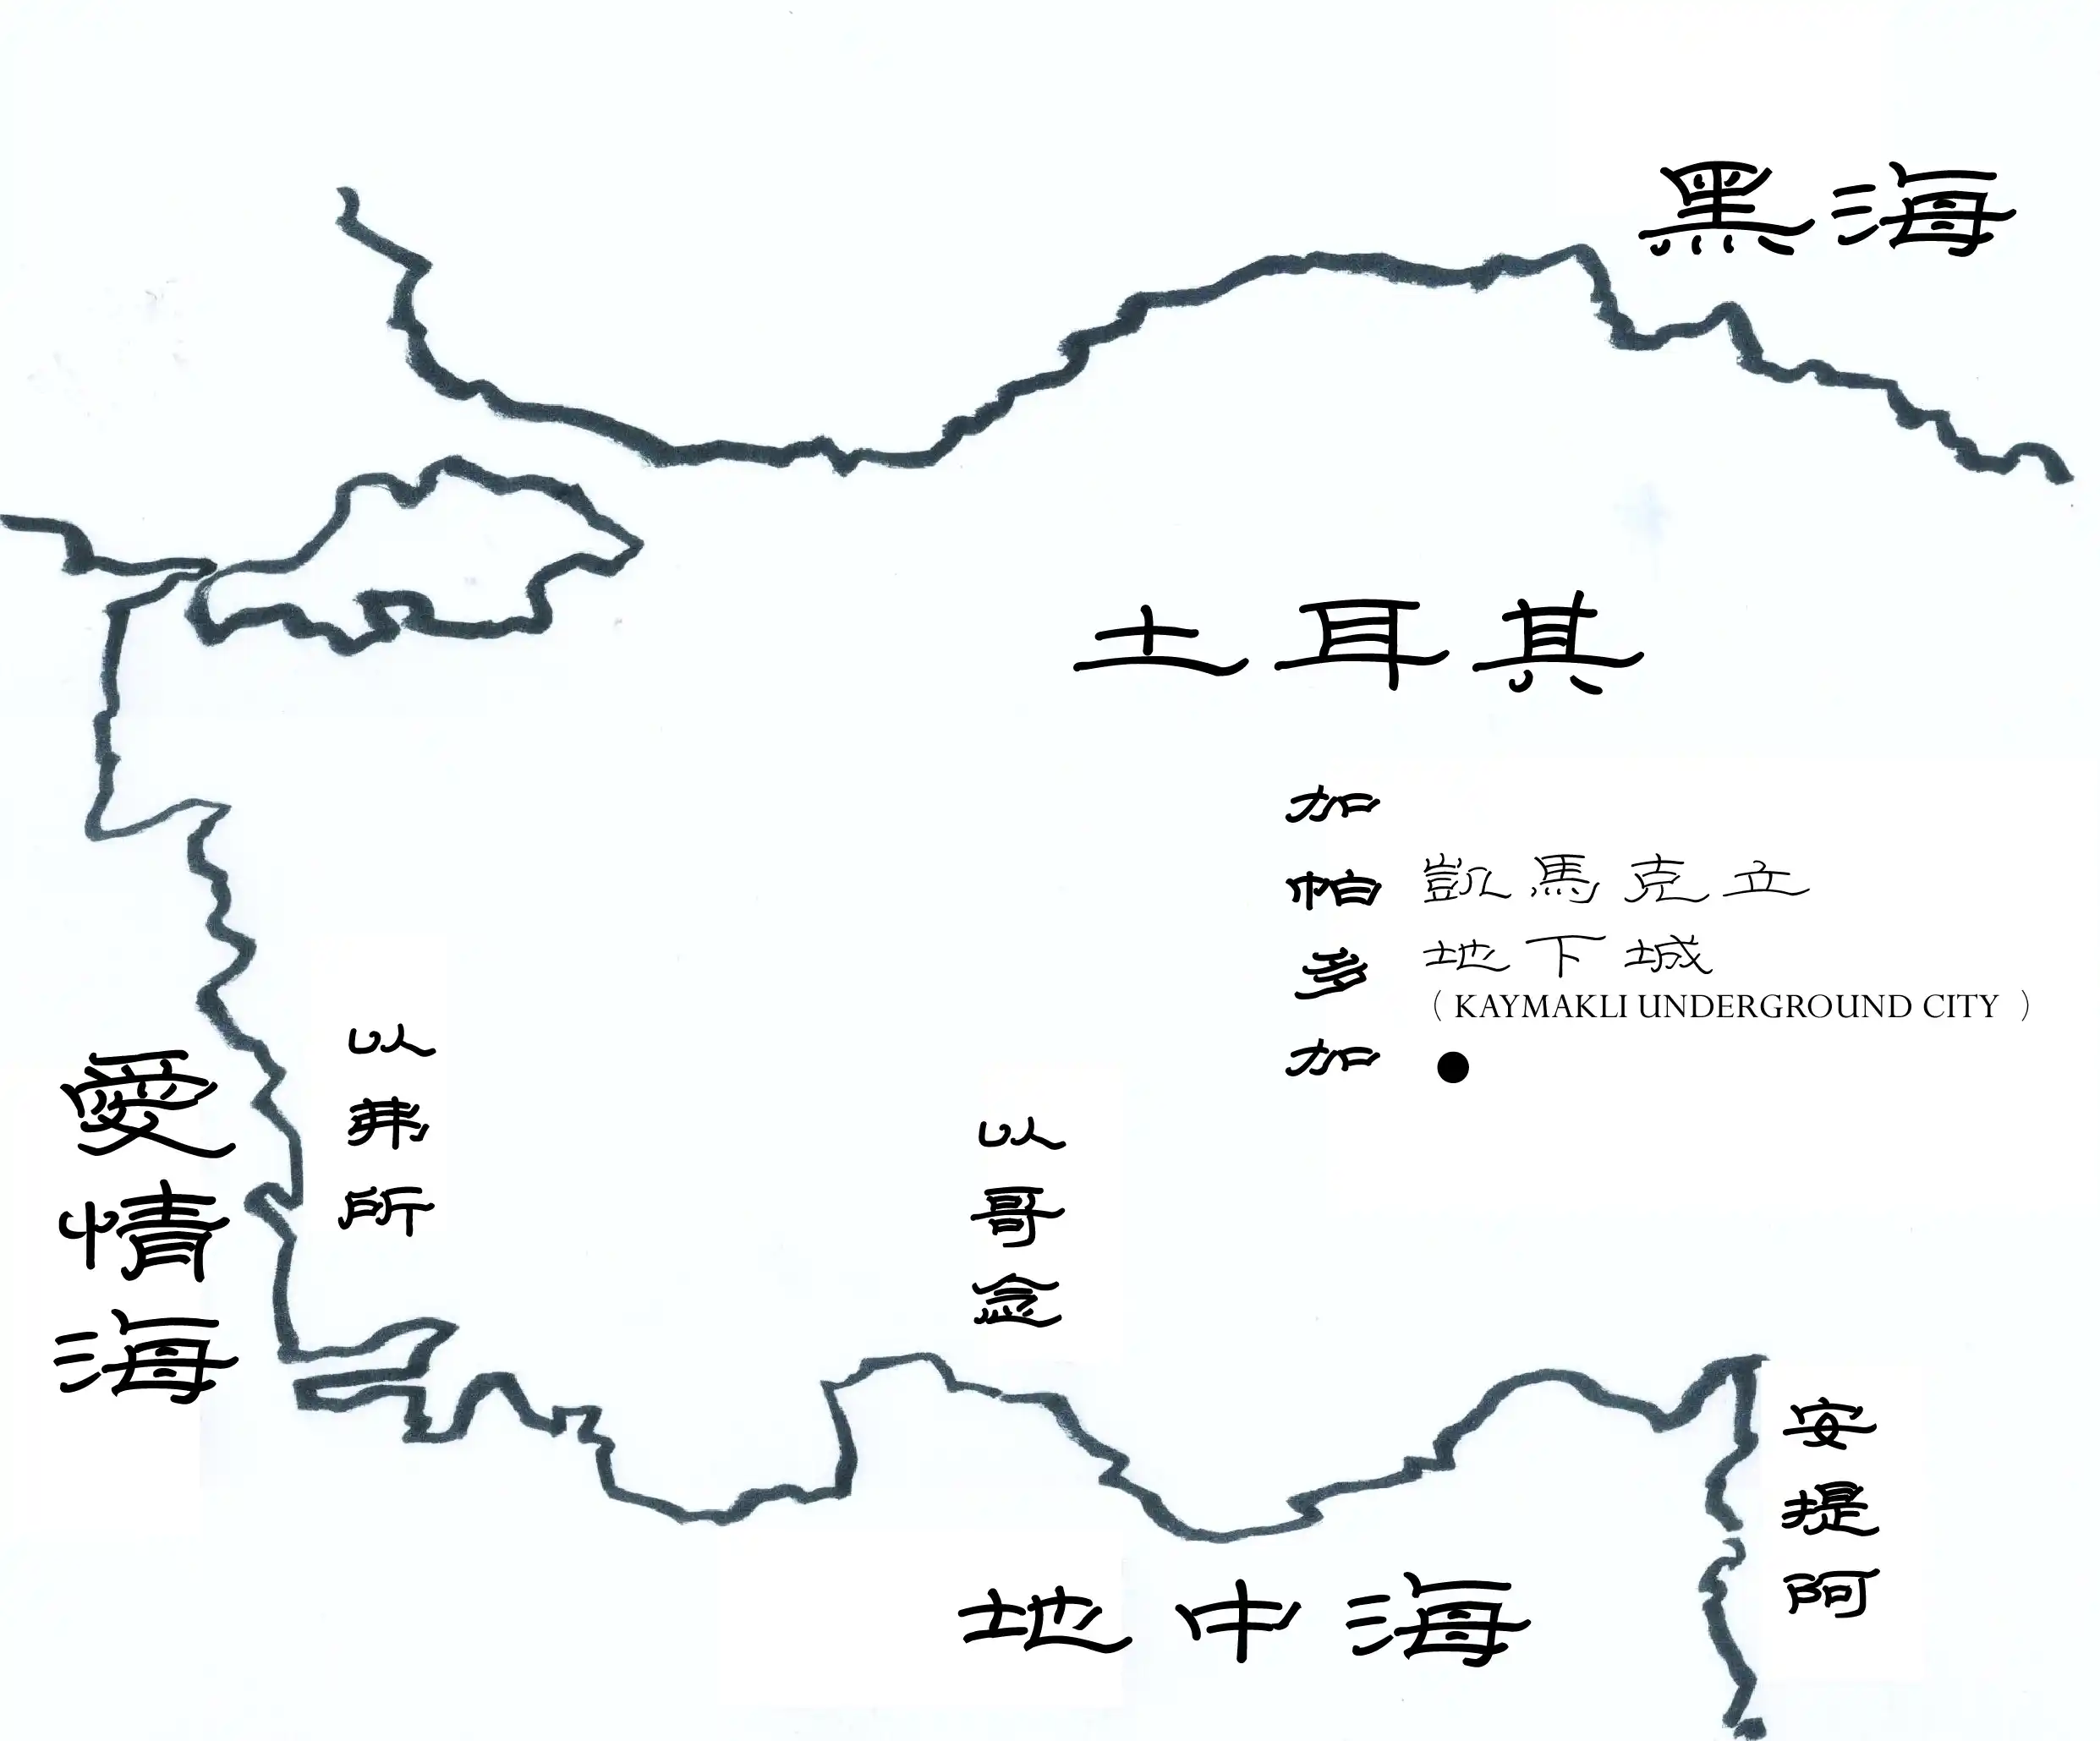 黑海
土耳其
加帕多加
凱馬克立
地下城
（KAYMAKLI UNDERGROUND CITY ）
以弗所
愛情海
以哥念
安提阿
地中海